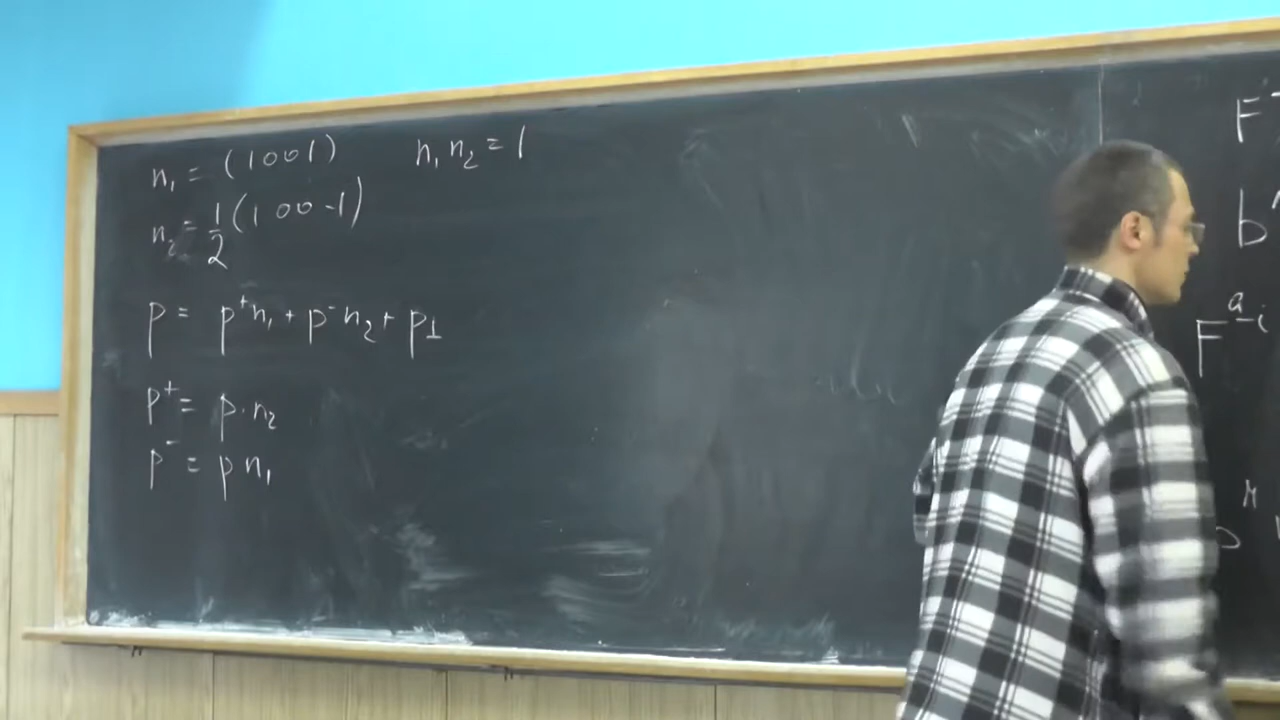 n₁ = (1 0 0 1) n₁ n₂ = 1
n₂ = 1/2 (1 0 0 -1)
p = p⁺n₁ + p⁻n₂ + p⊥
p⁺ = p · n₂
p⁻ = p n₁
F
b
F^{a-i}